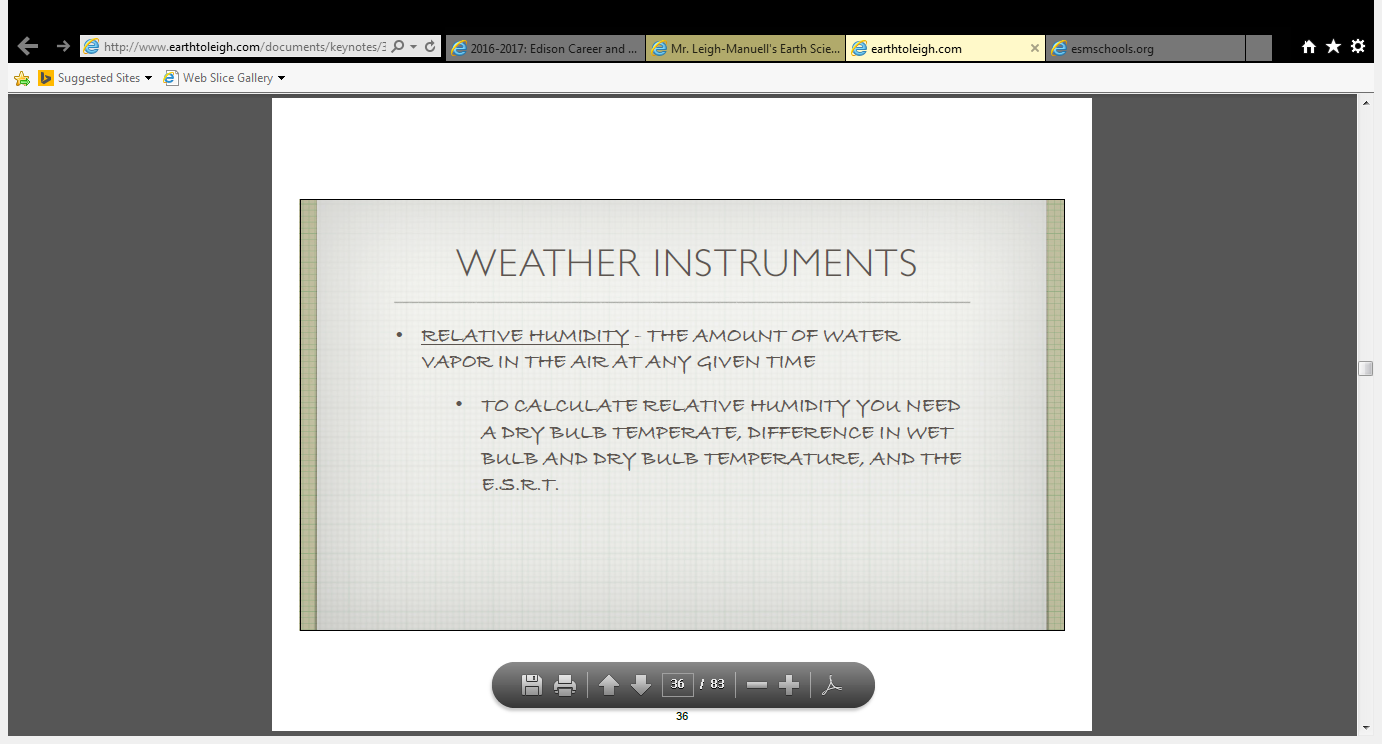 http://www.earthtoleigh.com/documents/keynotes/3
2016-2017: Edison Career and ...
Mr. Leigh-Manuell's Earth Scie...
earthtoleigh.com
esmschools.org
Suggested Sites
Web Slice Gallery
WEATHER INSTRUMENTS
• RELATIVE HUMIDITY - THE AMOUNT OF WATER
VAPOR IN THE AIR AT ANY GIVEN TIME
• TO CALCULATE RELATIVE HUMIDITY YOU NEED
A DRY BULB TEMPERATE, DIFFERENCE IN WET
BULB AND DRY BULB TEMPERATURE, AND THE
E.S.R.T.
36 / 83
36